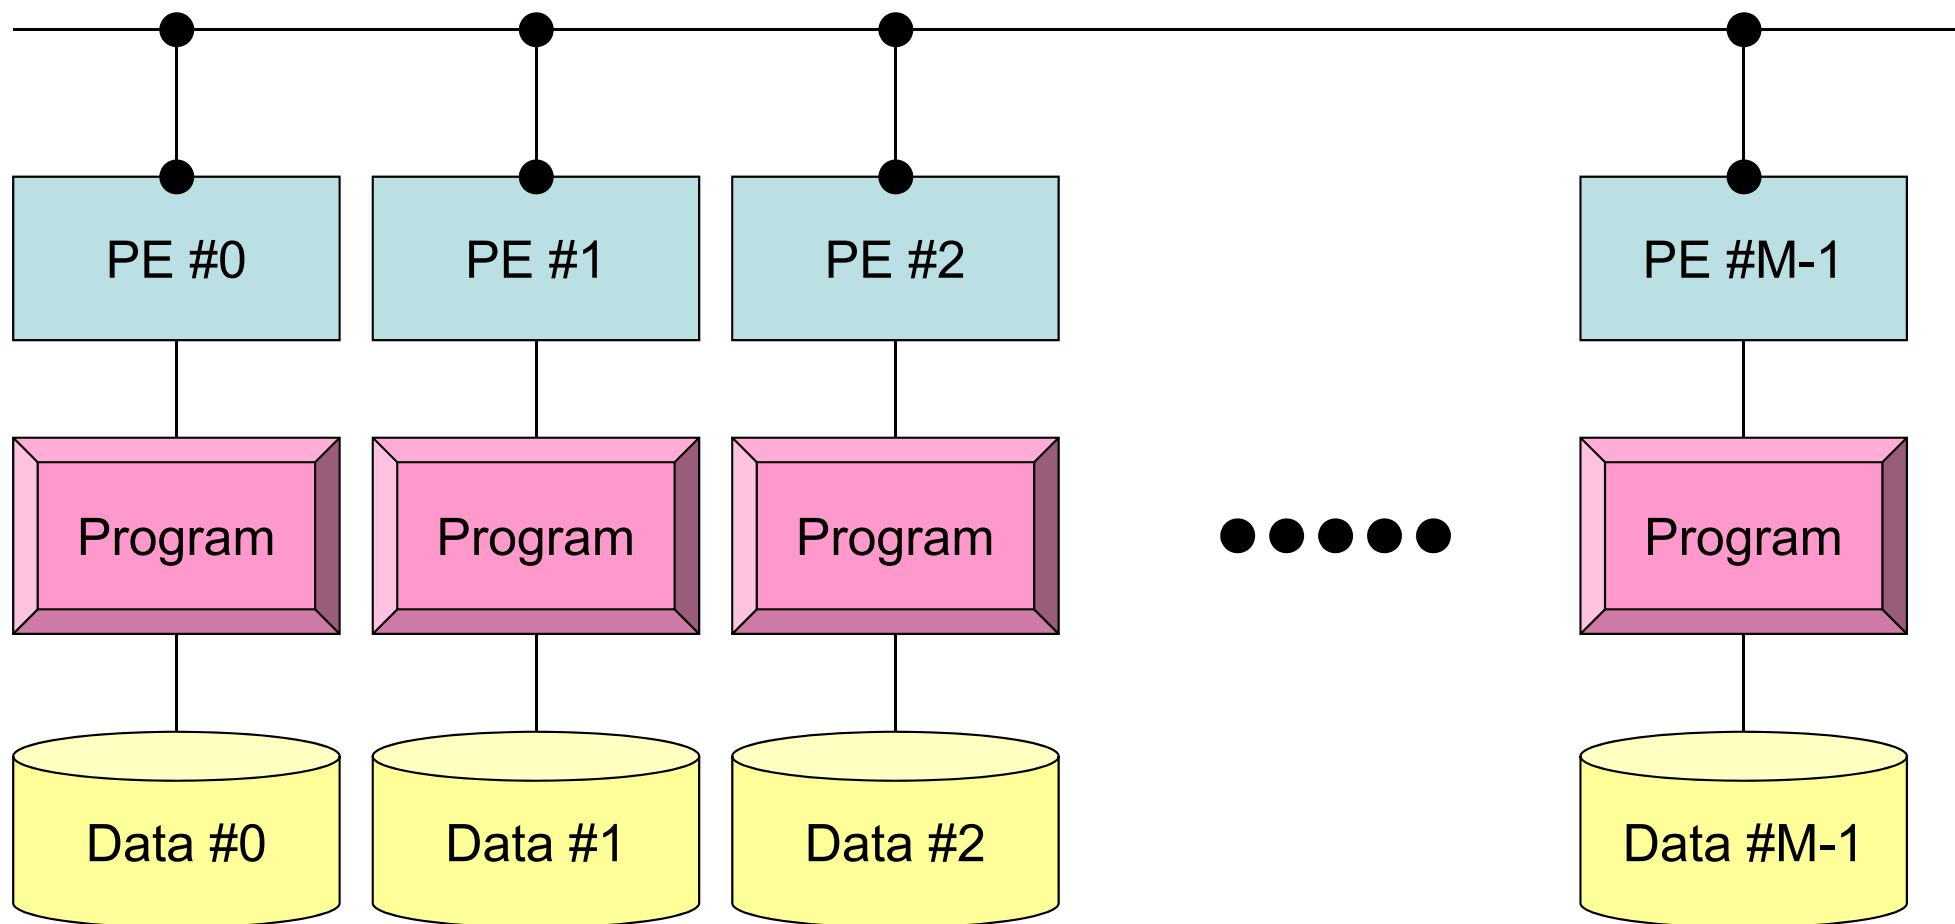 PE #0
PE #1
PE #2
PE #M-1
Program
Program
Program
Program
Data #0
Data #1
Data #2
Data #M-1